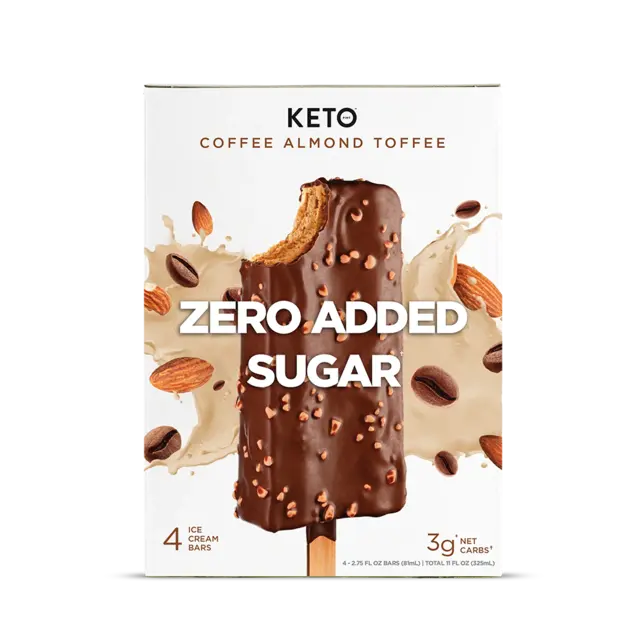 KETO
COFFEE ALMOND TOFFEE
ZERO ADDED
SUGAR†
4 ICE
CREAM
BARS
3g* NET
CARBS†
4 - 2.75 FL OZ BARS (81mL) | TOTAL 11 FL OZ (325mL)